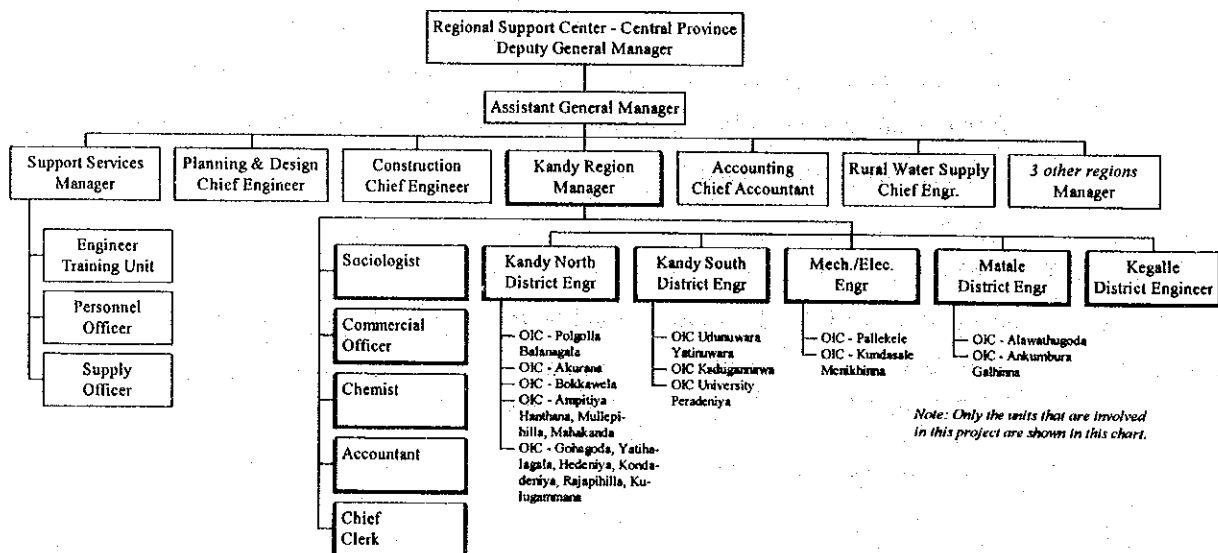 Regional Support Center - Central Province
Deputy General Manager
Assistant General Manager
Support Services
Manager
Planning & Design
Chief Engineer
Construction
Chief Engineer
Kandy Region
Manager
Accounting
Chief Accountant
Rural Water Supply
Chief Engr.
3 other regions
Manager
Engineer
Training Unit
Personnel
Officer
Supply
Officer
Sociologist
Commercial
Officer
Chemist
Accountant
Chief
Clerk
Kandy North
District Engr
OIC - Polgolla
Balanagala
OIC - Akurana
OIC - Bokkawela
OIC - Ampitiya
Hanthana, Mullepi-
hilla, Mahakanda
OIC - Gohagoda, Yatiha-
lagala, Hedeniya, Konda-
deniya, Rajapihilla, Ku-
lugammana
Kandy South
District Engr
OIC Udunuwara
Yatinuwara
OIC Kadugannawa
OIC University
Peradeniya
Mech./Elec.
Engr
OIC - Pallekele
OIC - Kundasale
Menikhinna
Matale
District Engr
OIC - Alawathugoda
OIC - Ankumbura
Galhinna
Kegalle
District Engineer
Note: Only the units that are involved
in this project are shown in this chart.